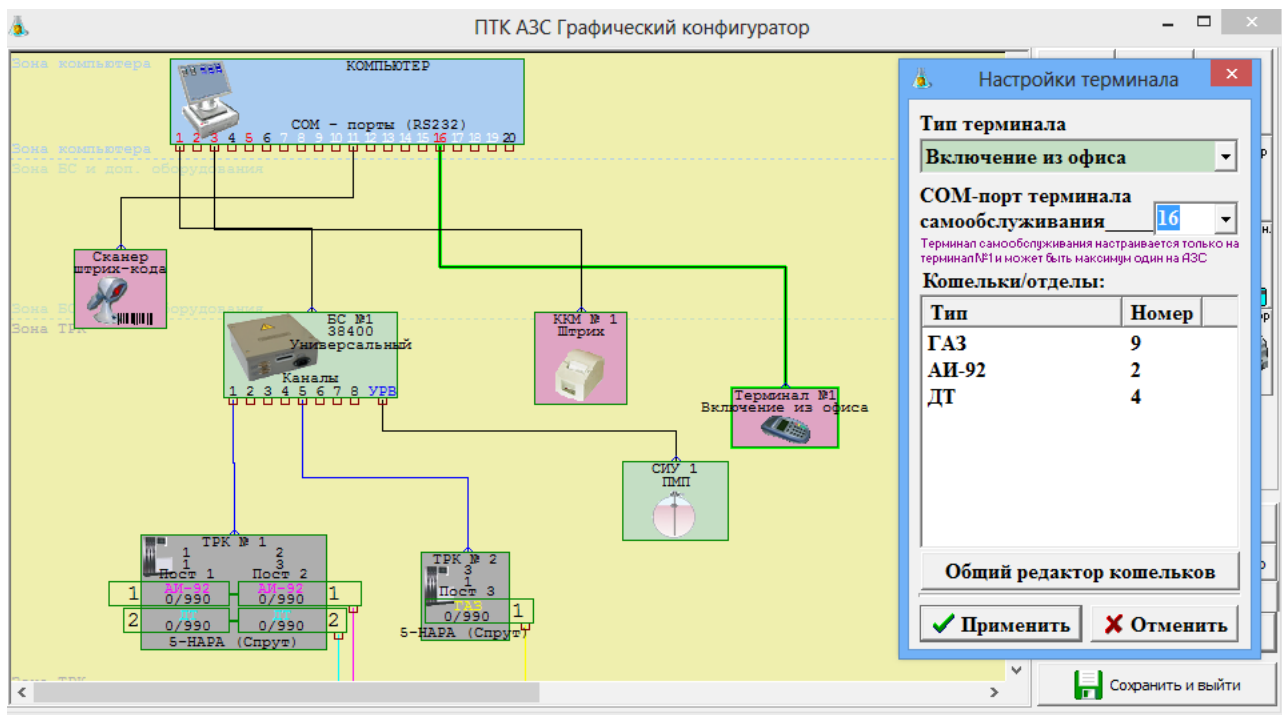 ПТК АЗС Графический конфигуратор
Зона компьютера
КОМПЬЮТЕР
COM - порты (RS232)
1 2 3 4 5 6 7 8 9 10 11 12 13 14 15 16 17 18 19 20
Зона компьютера
Зона БС и доп. оборудования
Сканер
штрих-кода
Зона ТРК
БС №1
38400
Универсальный
Каналы
1 2 3 4 5 6 7 8 УРВ
ККМ № 1
Штрих
Терминал №1
Включение из офиса
СИУ 1
ПМП
ТРК № 1
1 2
1 3
Пост 1 Пост 2
1 АИ-92 АИ-92 1
0/990 0/990
2 ДТ ДТ 2
0/990 0/990
5-НАРА (Спрут)
ТРК № 2
3
1
Пост 3
ГАЗ
0/990 1
5-НАРА (Спрут)
Настройки терминала
Тип терминала
Включение из офиса
COM-порт терминала
самообслуживания 16
Терминал самообслуживания настраивается только на
терминал№1 и может быть максимум один на АЗС
Кошельки/отделы:
Тип Номер
ГАЗ 9
АИ-92 2
ДТ 4
Общий редактор кошельков
Применить Отменить
Сохранить и выйти